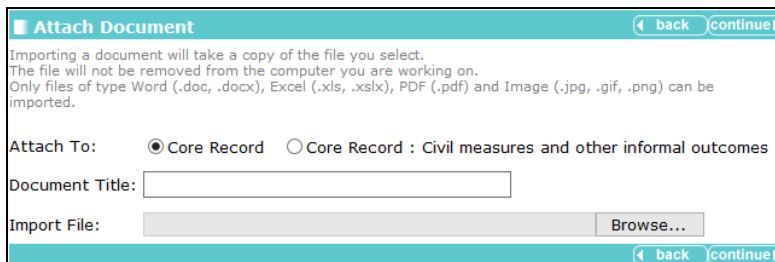 Attach Document back continue
Importing a document will take a copy of the file you select.
The file will not be removed from the computer you are working on.
Only files of type Word (.doc, .docx), Excel (.xls, .xslx), PDF (.pdf) and Image (.jpg, .gif, .png) can be
imported.
Attach To: Core Record Core Record : Civil measures and other informal outcomes
Document Title:
Import File: Browse...
back continue